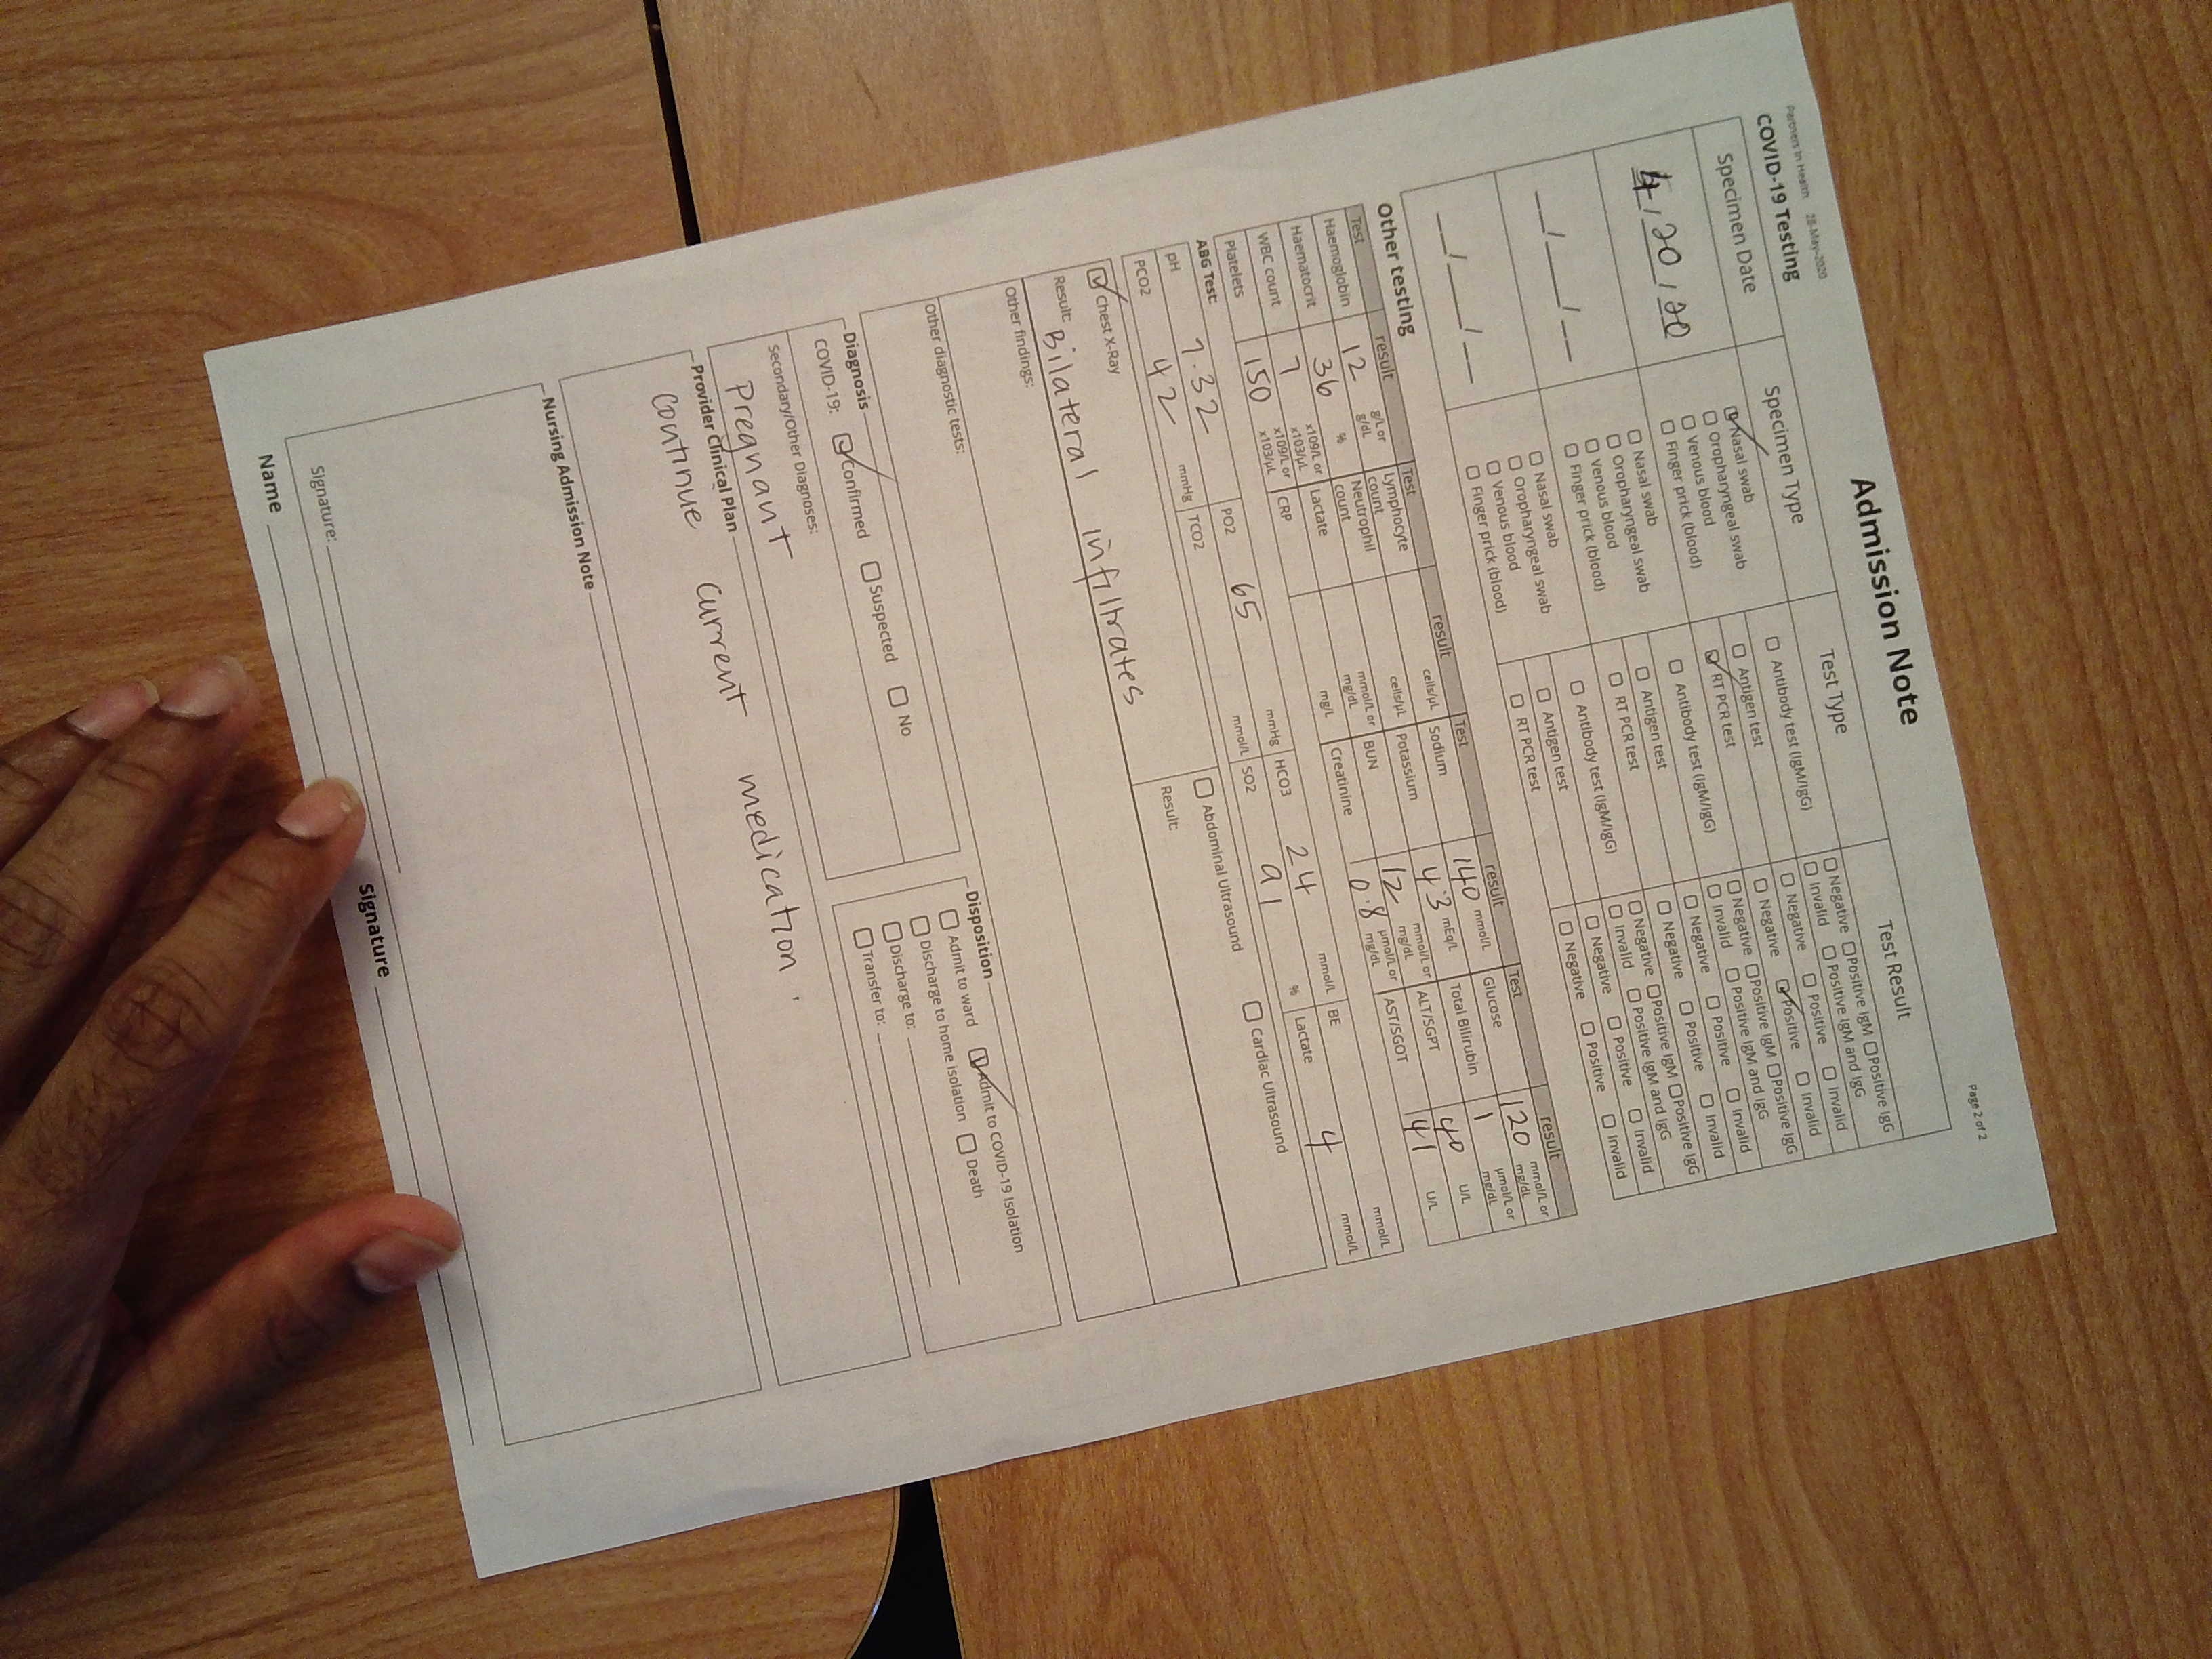 Partners In Health 28-May-2020
Page 2 of 2
Admission Note
COVID-19 Testing
Specimen Date Specimen Type Test Type Test Result
4/20/20
☑ Nasal swab
☐ Oropharyngeal swab
☐ Venous blood
☐ Finger prick (blood)
☐ Antibody test (IgM/IgG)
☐ Negative ☐ Positive IgM ☐ Positive IgG
☐ Invalid ☐ Positive IgM and IgG
☐ Antigen test
☐ Negative ☐ Positive ☐ Invalid
☑ RT PCR test
☐ Negative ☑ Positive ☐ Invalid
__/__/__
☐ Nasal swab
☐ Oropharyngeal swab
☐ Venous blood
☐ Finger prick (blood)
☐ Antibody test (IgM/IgG)
☐ Negative ☐ Positive IgM ☐ Positive IgG
☐ Invalid ☐ Positive IgM and IgG
☐ Antigen test
☐ Negative ☐ Positive ☐ Invalid
☐ RT PCR test
☐ Negative ☐ Positive ☐ Invalid
__/__/__
☐ Nasal swab
☐ Oropharyngeal swab
☐ Venous blood
☐ Finger prick (blood)
☐ Antibody test (IgM/IgG)
☐ Negative ☐ Positive IgM ☐ Positive IgG
☐ Invalid ☐ Positive IgM and IgG
☐ Antigen test
☐ Negative ☐ Positive ☐ Invalid
☐ RT PCR test
☐ Negative ☐ Positive ☐ Invalid
Other testing
Test result Test result Test result Test result
Haemoglobin 12 g/L or g/dL Lymphocyte count cells/µL Sodium 140 mmol/L Glucose 120 mmol/L or mg/dL
Haematocrit 36 % Neutrophil count cells/µL Potassium 4.3 mEq/L Total Bilirubin 1 µmol/L or mg/dL
WBC count 7 x109/L or x103/µL Lactate mmol/L or mg/dL BUN 12 mmol/L or mg/dL ALT/SGPT 40 U/L
Platelets 150 x109/L or x103/µL CRP mg/L Creatinine 0.8 µmol/L or mg/dL AST/SGOT 41 U/L
ABG Test:
pH 7.32 PO2 65 mmHg HCO3 24 mmol/L BE mmol/L
PCO2 42 mmHg TCO2 mmol/L SO2 91 % Lactate 4 mmol/L
☑ Chest X-Ray ☐ Abdominal Ultrasound ☐ Cardiac Ultrasound
Result: Bilateral infiltrates Result:
Other findings:
Other diagnostic tests:
Diagnosis
COVID-19: ☑ Confirmed ☐ Suspected ☐ No
Secondary/Other Diagnoses:
Pregnant
Disposition
☐ Admit to ward ☑ Admit to COVID-19 Isolation
☐ Discharge to home isolation ☐ Death
☐ Discharge to:
☐ Transfer to:
Provider Clinical Plan
Continue current medication.
Nursing Admission Note
Signature:
Name Signature